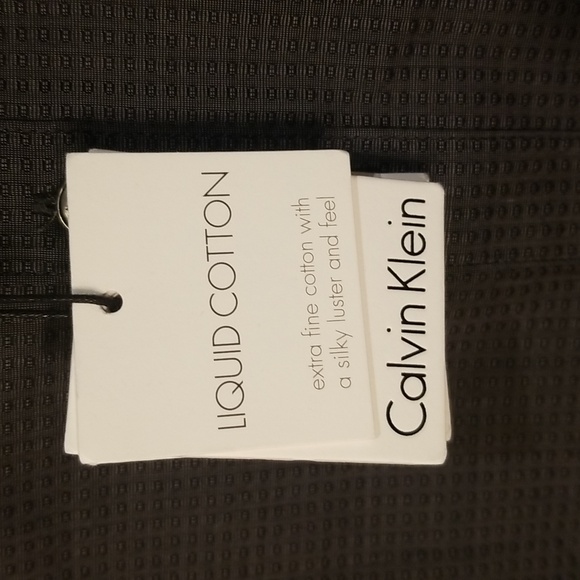 LIQUID COTTON
extra fine cotton with
a silky luster and feel
Calvin Klein